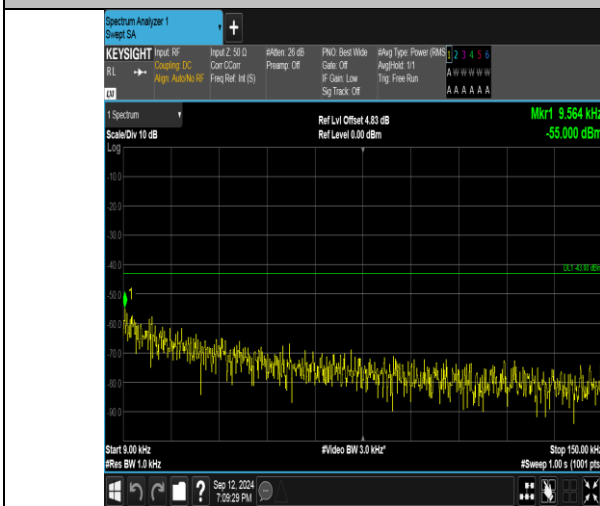 Spectrum Analyzer 1
Swept SA
+
KEYSIGHT
RL
Input: RF
Coupling: DC
Align: Auto/No RF
Input Z: 50 Ω
Corr CCorr
Freq Ref: Int (S)
#Atten: 26 dB
Preamp: Off
PNO: Best Wide
Gate: Off
IF Gain: Low
Sig Track: Off
#Avg Type: Power (RMS
Avg|Hold: 1/1
Trig: Free Run
1 2 3 4 5 6
A W W W W W
A A A A A A
LXI
1 Spectrum
Scale/Div 10 dB
Ref Lvl Offset 4.83 dB
Ref Level 0.00 dBm
Mkr1 9.564 kHz
-55.000 dBm
Log
-10.0
-20.0
-30.0
-40.0
DL1 -43.00 dBm
-50.0
1
-60.0
-70.0
-80.0
-90.0
Start 9.00 kHz
#Res BW 1.0 kHz
#Video BW 3.0 kHz*
Stop 150.00 kHz
#Sweep 1.00 s (1001 pts
?
Sep 12, 2024
7:09:29 PM